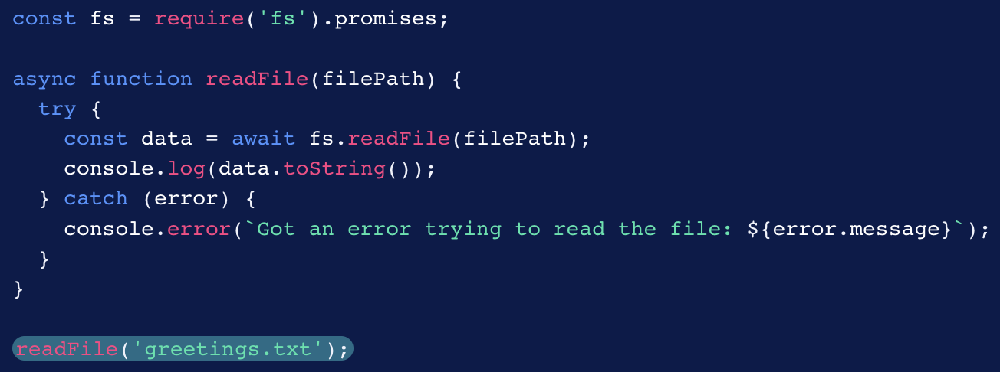 const fs = require('fs').promises;
async function readFile(filePath) {
  try {
    const data = await fs.readFile(filePath);
    console.log(data.toString());
  } catch (error) {
    console.error(`Got an error trying to read the file: ${error.message}`);
  }
}
readFile('greetings.txt');